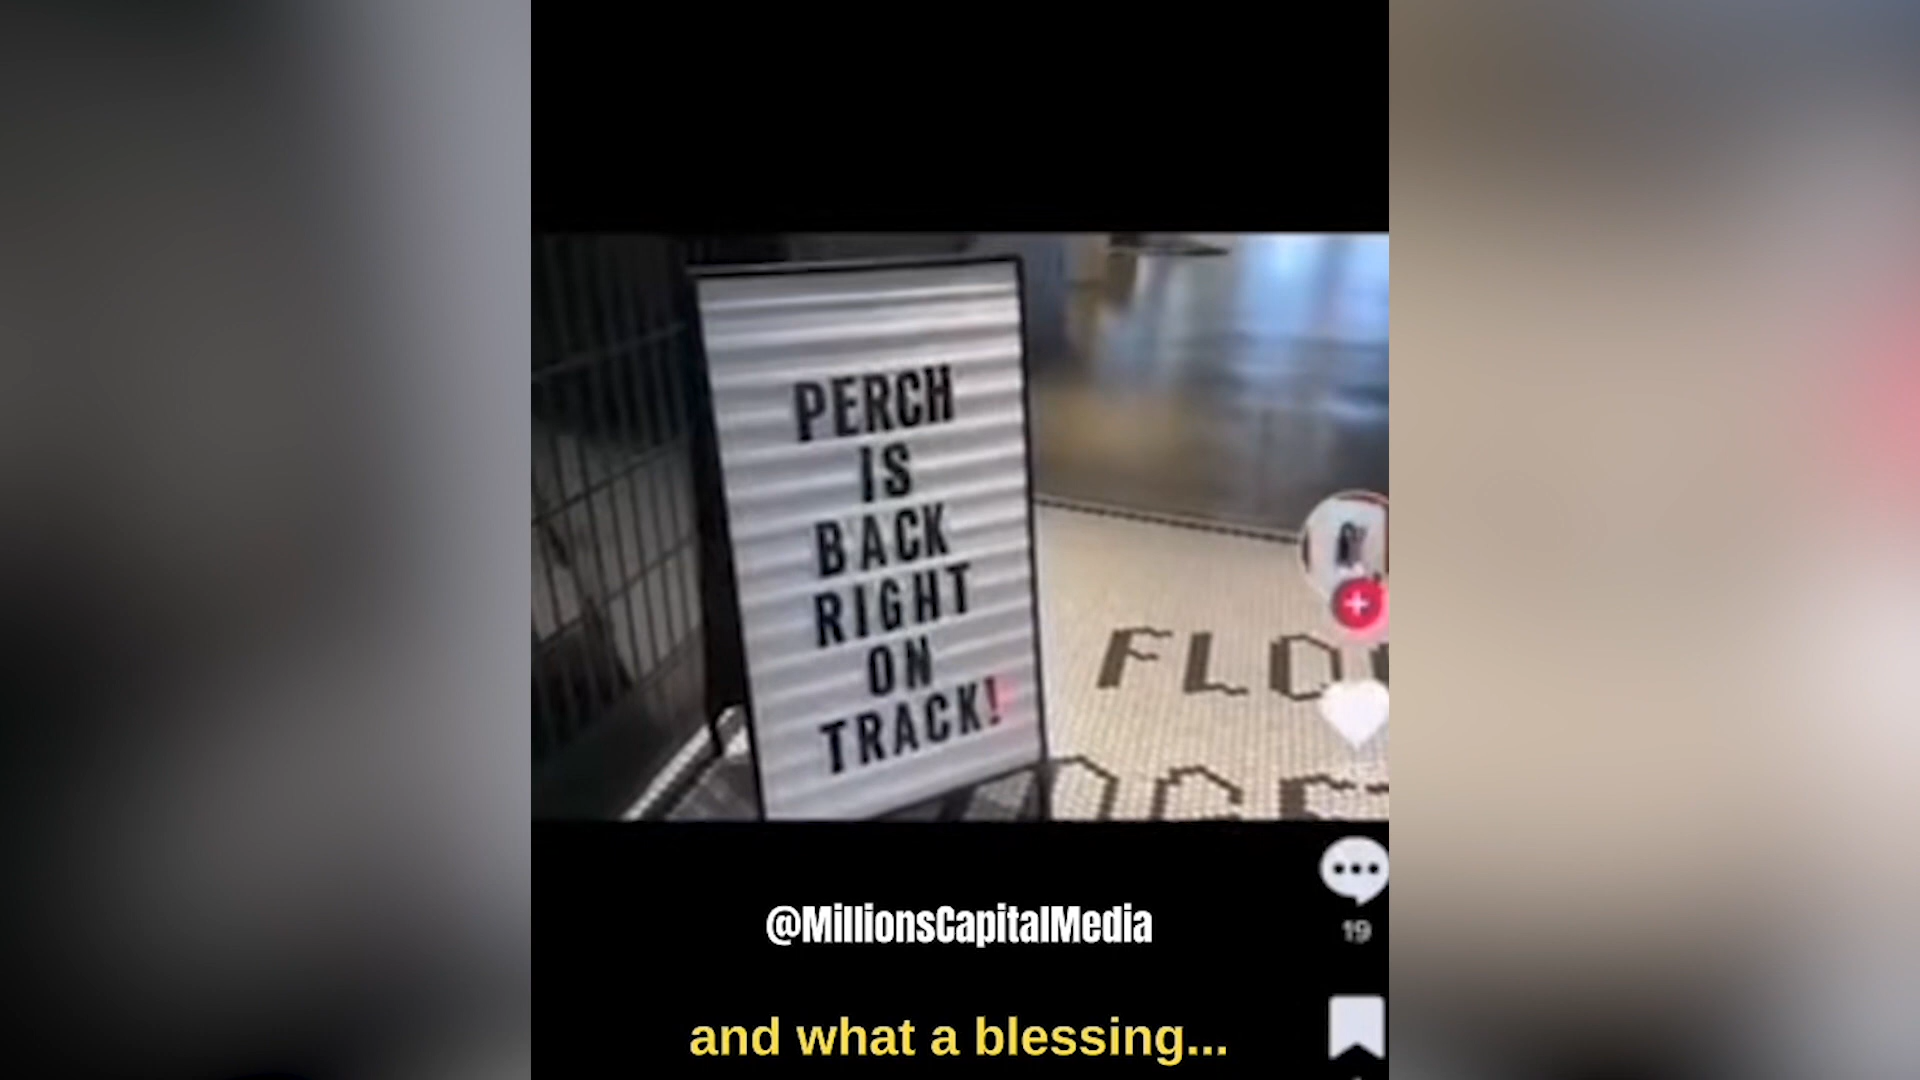 PERCH
IS
BACK
RIGHT
ON
TRACK!
@MillionsCapitalMedia
19
and what a blessing...